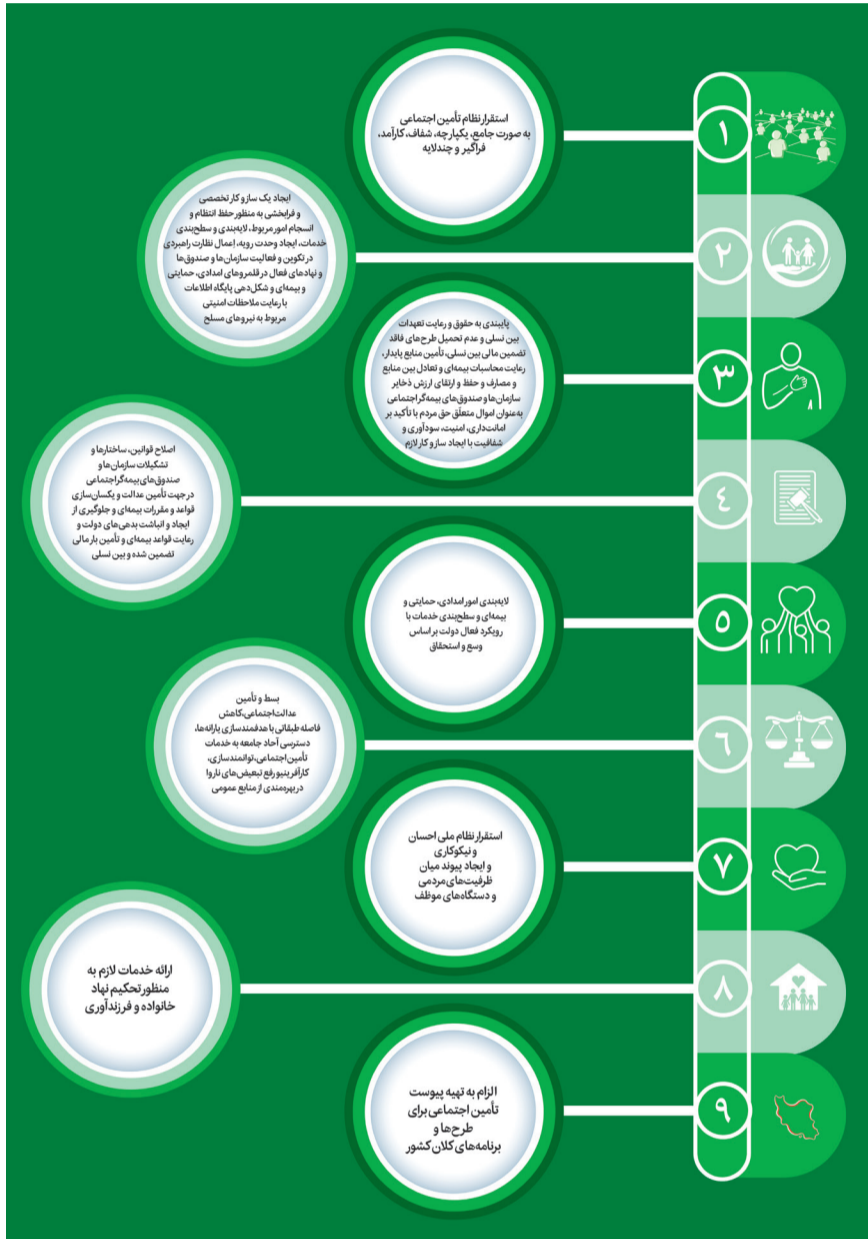 ۱
استقرار نظام تأمین اجتماعی
به صورت جامع، یکپارچه، شفاف، کارآمد،
فراگیر و چندلایه
۲
ایجاد یک سازوکار تخصصی
و فرابخشی به منظور حفظ انتظام و
انسجام امور مربوط، لایه‌بندی و سطح‌بندی
خدمات، ایجاد وحدت رویه، اِعمال نظارت راهبردی
در تکوین و فعالیت سازمان‌ها و صندوق‌ها
و نهادهای فعال در قلمروهای امدادی، حمایتی
و بیمه‌ای و شکل‌دهی پایگاه اطلاعات
با رعایت ملاحظات امنیتی
مربوط به نیروهای مسلح
۳
پایبندی به حقوق و رعایت تعهدات
بین نسلی و عدم تحمیل طرح‌های فاقد
تضمین مالی بین نسلی، تأمین منابع پایدار،
رعایت محاسبات بیمه‌ای و تعادل بین منابع
و مصارف و حفظ و ارتقای ارزش ذخایر
سازمان‌ها و صندوق‌های بیمه‌گر اجتماعی
به‌عنوان اموال متعلّق حق مردم با تأکید بر
امانت‌داری، امنیت، سودآوری و
شفافیت با ایجاد سازوکار لازم
٤
اصلاح قوانین، ساختارها و
تشکیلات سازمان‌ها و
صندوق‌های بیمه‌گر اجتماعی
در جهت تأمین عدالت و یکسان‌سازی
قواعد و مقررات بیمه‌ای و جلوگیری از
ایجاد و انباشت بدهی‌های دولت و
رعایت قواعد بیمه‌ای و تأمین بار مالی
تضمین شده و بین نسلی
۵
لایه‌بندی امور امدادی، حمایتی و
بیمه‌ای و سطح‌بندی خدمات با
رویکرد فعال دولت بر اساس
وسع و استحقاق
٦
بسط و تأمین
عدالت‌اجتماعی،کاهش
فاصله طبقاتی با هدفمندسازی یارانه‌ها،
دسترسی آحاد جامعه به خدمات
تأمین اجتماعی،توانمندسازی،
کارآفرینیو رفع تبعیض‌های ناروا
در بهره‌مندی از منابع عمومی
۷
استقرار نظام ملی احسان
و نیکوکاری
و ایجاد پیوند میان
ظرفیت‌های مردمی
و دستگاه‌های موظف
۸
ارائه خدمات لازم به
منظور تحکیم نهاد
خانواده و فرزندآوری
۹
الزام به تهیه پیوست
تأمین اجتماعی برای
طرح‌ها و
برنامه‌های کلان کشور